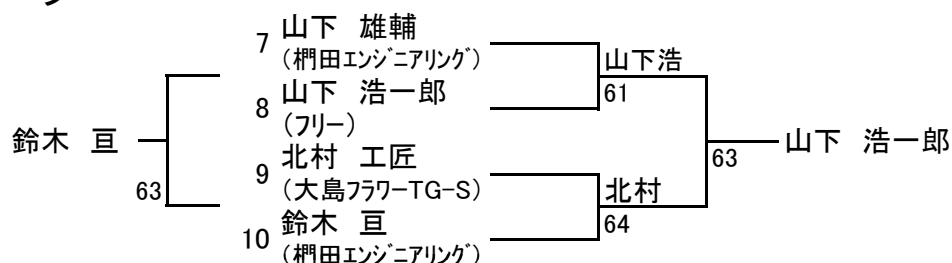 7 山下 雄輔
(椚田エンジニアリング)
8 山下 浩一郎
(フリー)
9 北村 工匠
(大島フラワーTG-S)
10 鈴木 亘
(椚田エンジニアリング)
山下浩
61
北村
64
63
山下 浩一郎
鈴木 亘
63